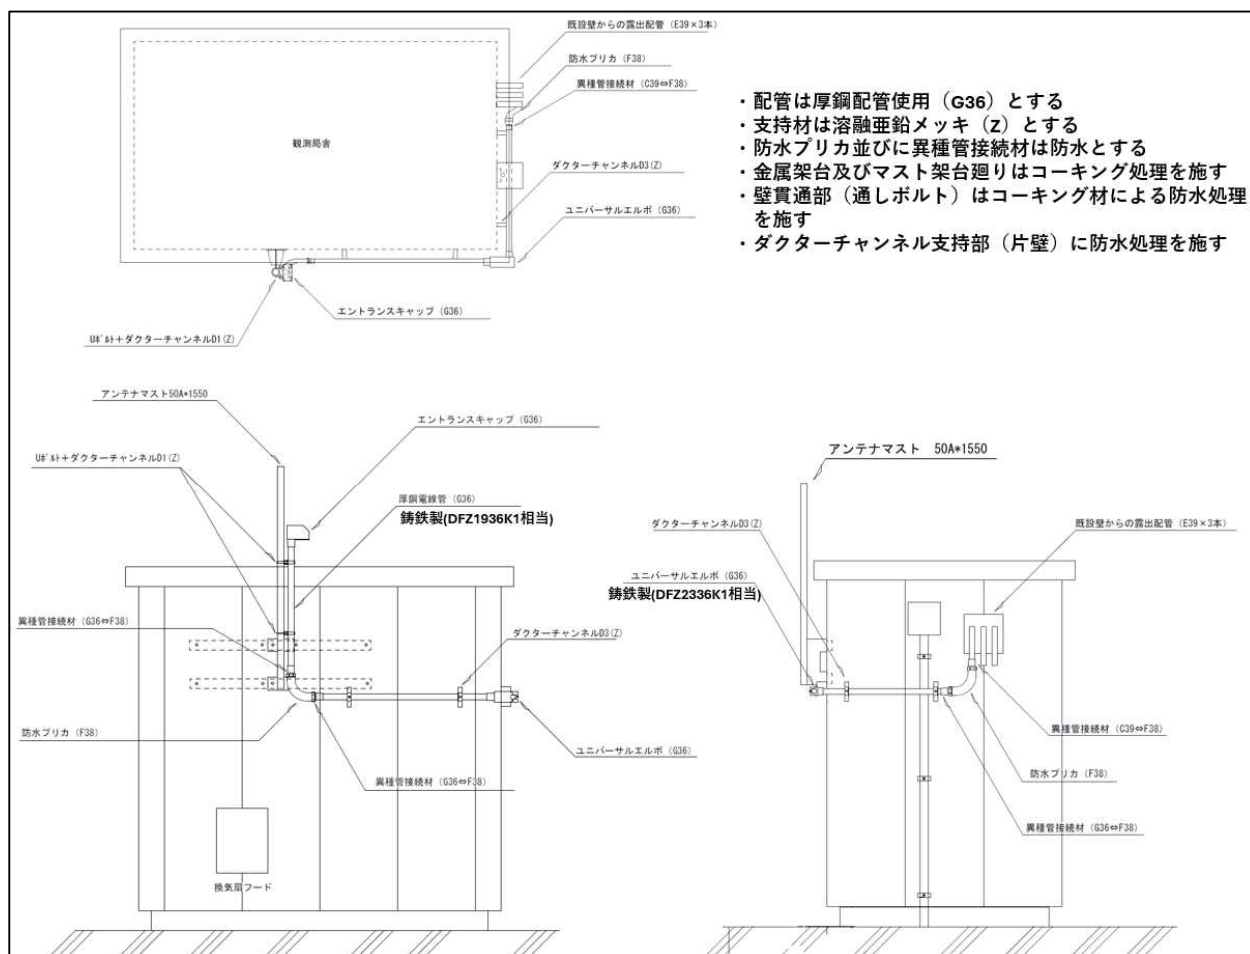 既設壁からの露出配管（E39×3本）
防水プリカ（F38）
異種管接続材（C39⇔F38）
観測局舎
ダクターチャンネルD3(Z)
ユニバーサルエルボ（G36）
エントランスキャップ（G36）
Uﾎﾞﾙﾄ＋ダクターチャンネルD1(Z)
・配管は厚鋼配管使用（G36）とする
・支持材は溶融亜鉛メッキ（Z）とする
・防水プリカ並びに異種管接続材は防水とする
・金属架台及びマスト架台廻りはコーキング処理を施す
・壁貫通部（通しボルト）はコーキング材による防水処理
を施す
・ダクターチャンネル支持部（片壁）に防水処理を施す
アンテナマスト50A*1550
エントランスキャップ（G36）
Uﾎﾞﾙﾄ＋ダクターチャンネルD1(Z)
厚鋼電線管（G36）
鋳鉄製(DFZ1936K1相当)
異種管接続材（G36⇔F38）
ダクターチャンネルD3(Z)
防水プリカ（F38）
ユニバーサルエルボ（G36）
異種管接続材（G36⇔F38）
換気扇フード
アンテナマスト　50A*1550
ダクターチャンネルD3(Z)
既設壁からの露出配管（E39×3本）
ユニバーサルエルボ（G36）
鋳鉄製(DFZ2336K1相当)
異種管接続材（C39⇔F38）
防水プリカ（F38）
異種管接続材（G36⇔F38）